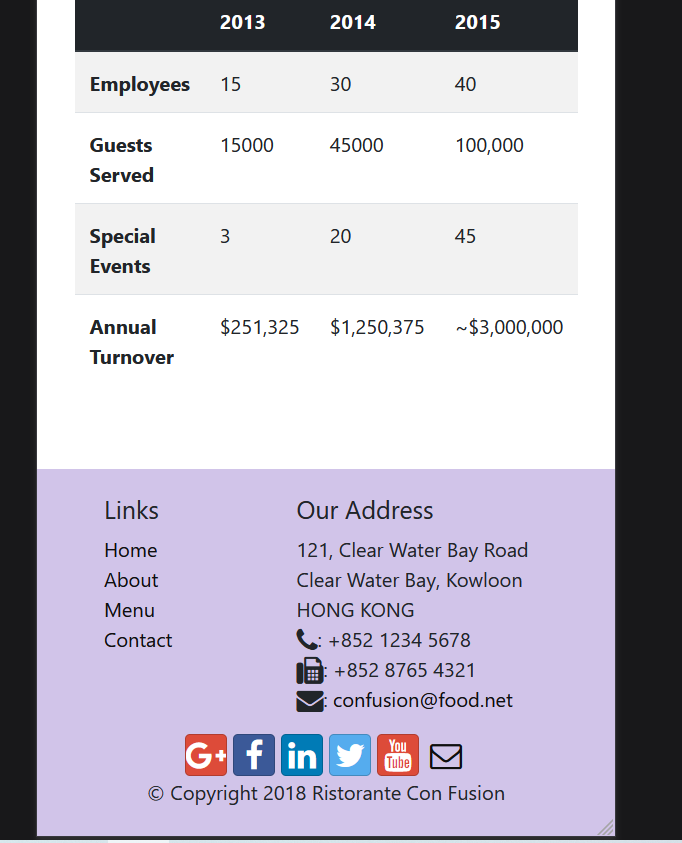 2013 2014 2015
Employees 15 30 40
Guests Served 15000 45000 100,000
Special Events 3 20 45
Annual Turnover $251,325 $1,250,375 ~$3,000,000
Links
Home
About
Menu
Contact
Our Address
121, Clear Water Bay Road
Clear Water Bay, Kowloon
HONG KONG
: +852 1234 5678
: +852 8765 4321
: confusion@food.net
G+ f in You Tube
© Copyright 2018 Ristorante Con Fusion